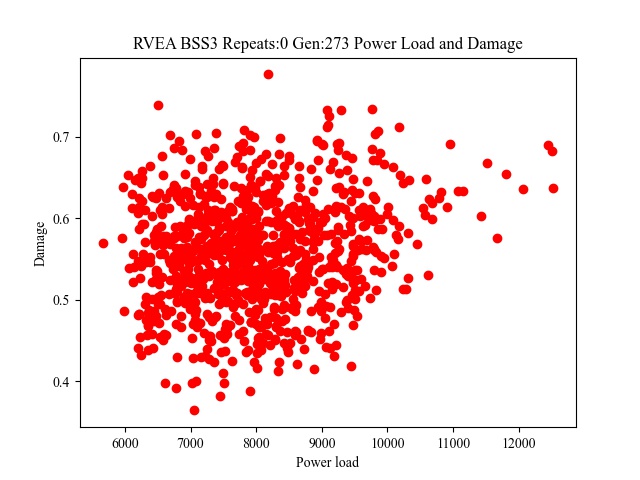 RVEA BSS3 Repeats:0 Gen:273 Power Load and Damage
Damage
0.7
0.6
0.5
0.4
6000 7000 8000 9000 10000 11000 12000
Power load